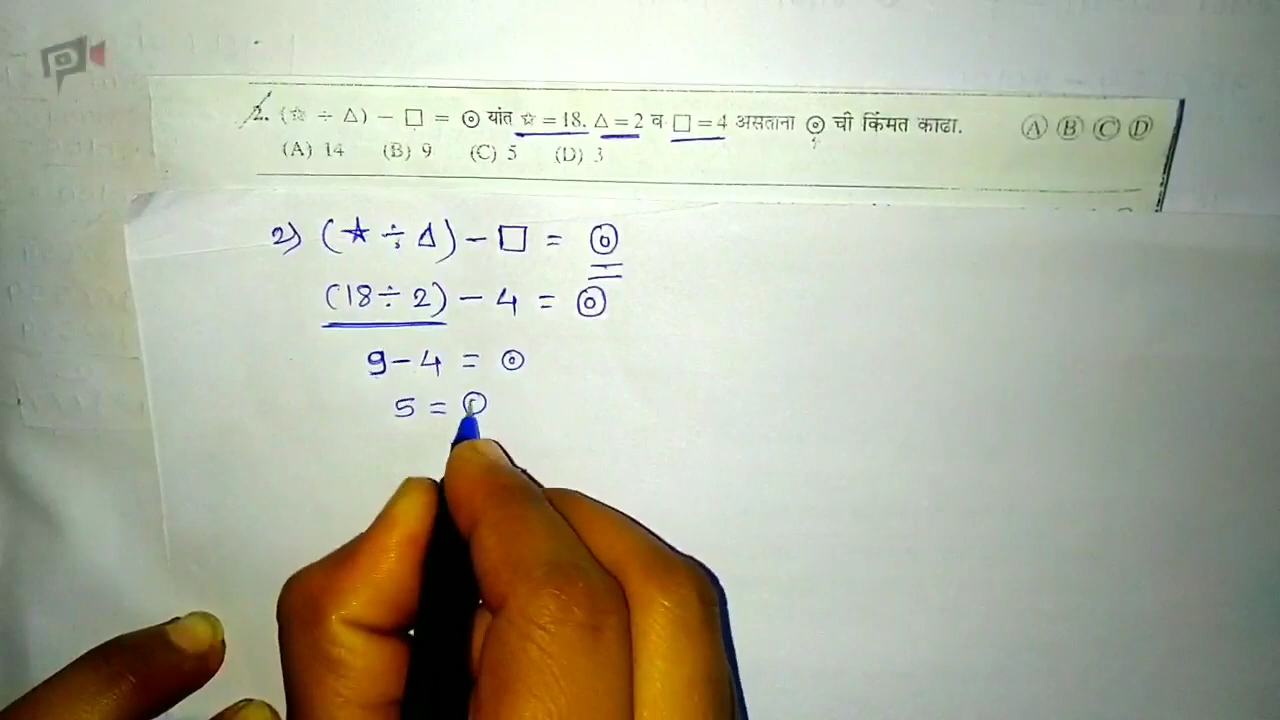 2. (☆ ÷ △) − □ = ⊙ यांत ☆ = 18. △ = 2 व □ = 4 असताना ⊙ ची किंमत काढा. Ⓐ Ⓑ Ⓒ Ⓓ
(A) 14 (B) 9 (C) 5 (D) 3
2) (☆ ÷ △) − □ = ⊙
(18 ÷ 2) − 4 = ⊙
9 − 4 = ⊙
5 = ⊙